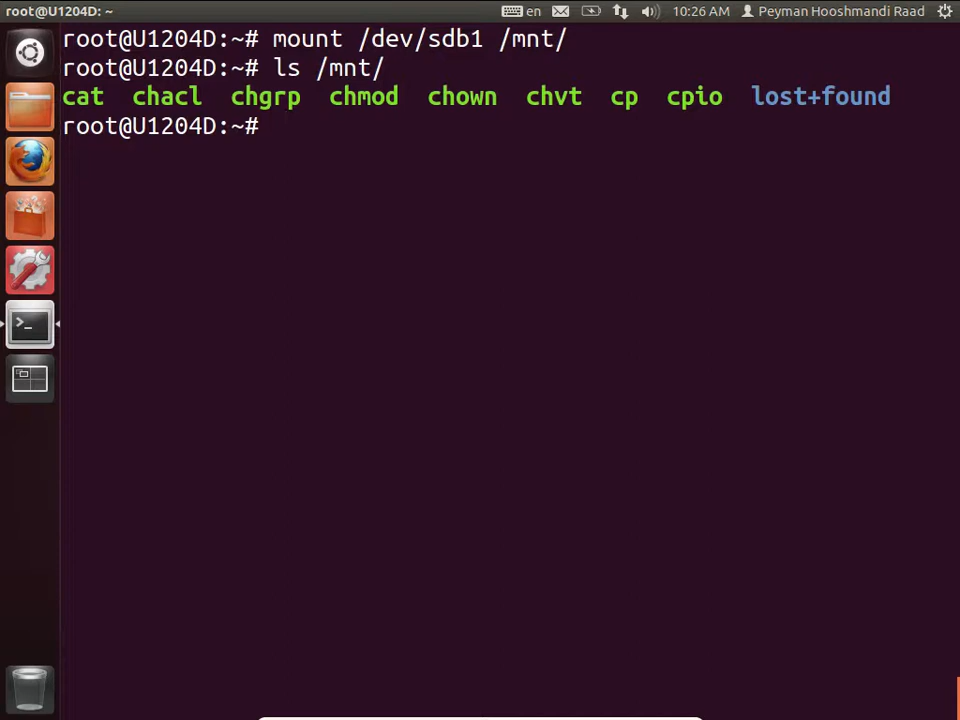 root@U1204D: ~ en 10:26 AM Peyman Hooshmandi Raad
root@U1204D:~# mount /dev/sdb1 /mnt/
root@U1204D:~# ls /mnt/
cat chacl chgrp chmod chown chvt cp cpio lost+found
root@U1204D:~#